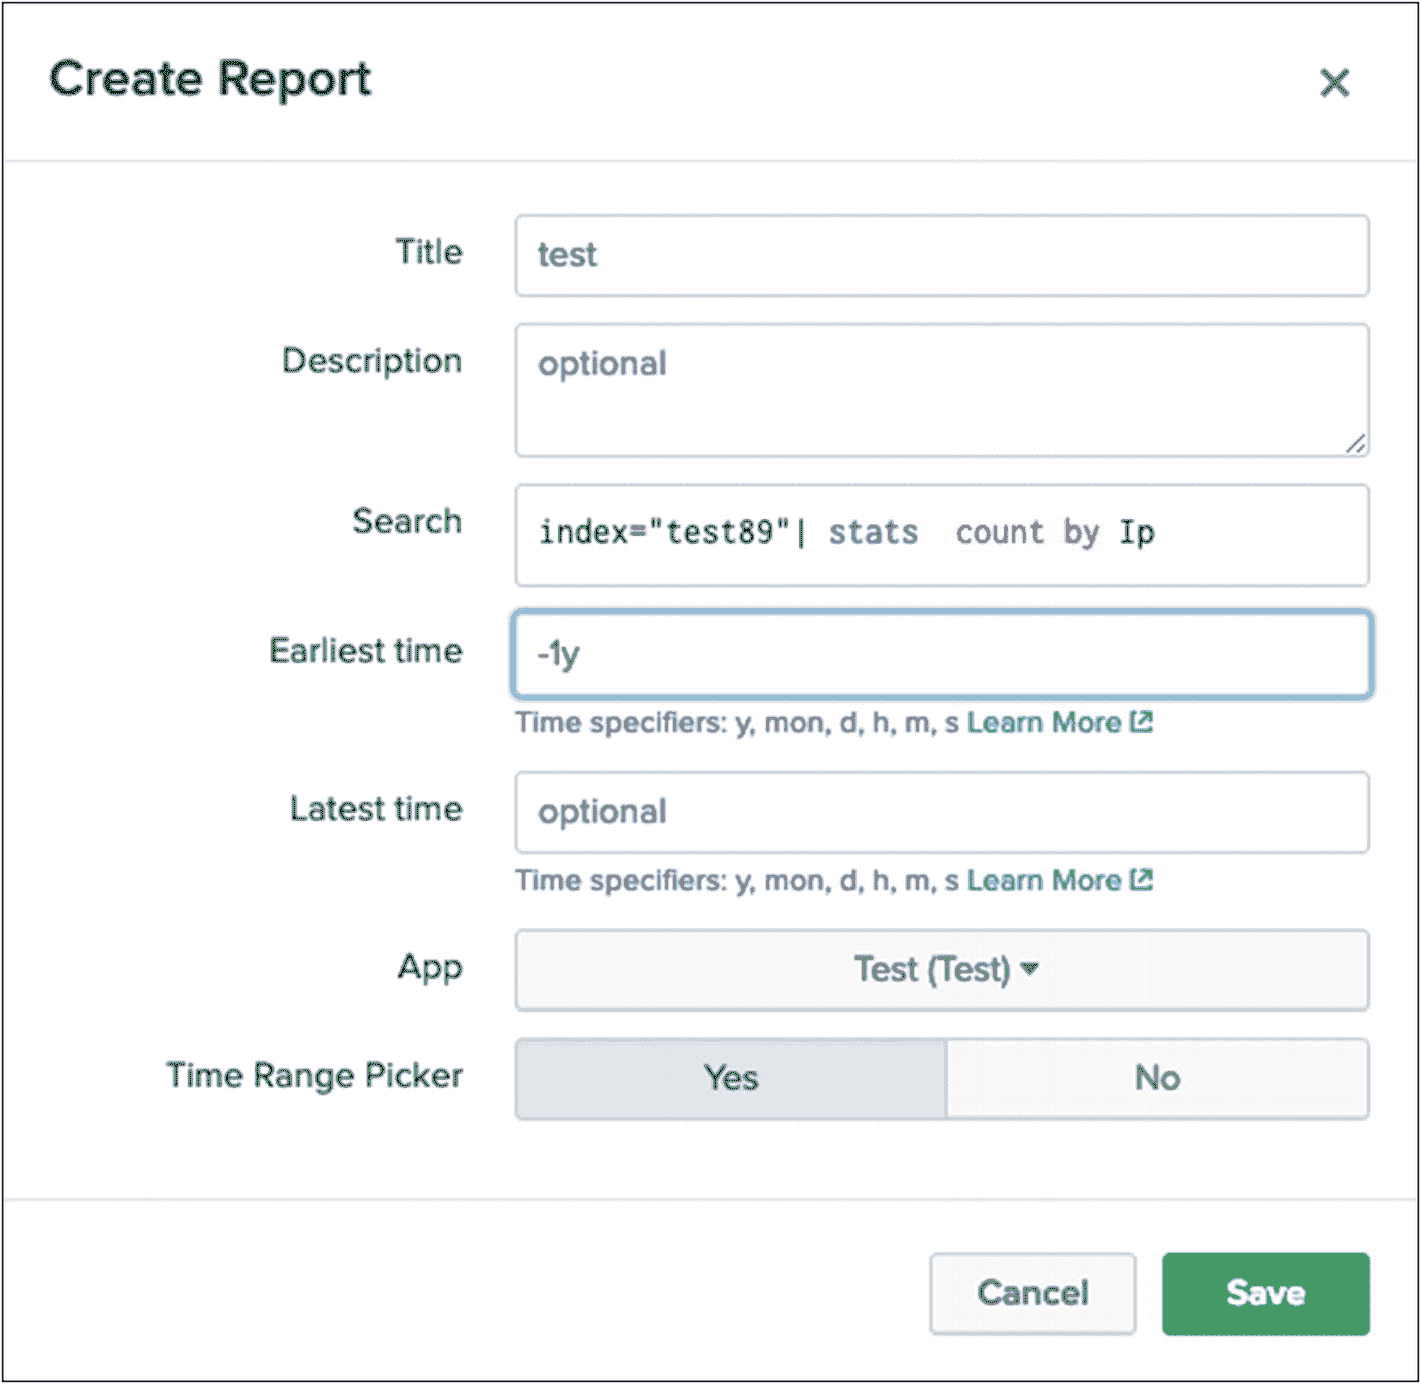 Create Report
Title
test
Description
optional
Search
index="test89"| stats  count by Ip
Earliest time
-1y
Time specifiers: y, mon, d, h, m, s Learn More
Latest time
optional
Time specifiers: y, mon, d, h, m, s Learn More
App
Test (Test)
Time Range Picker
Yes
No
Cancel
Save